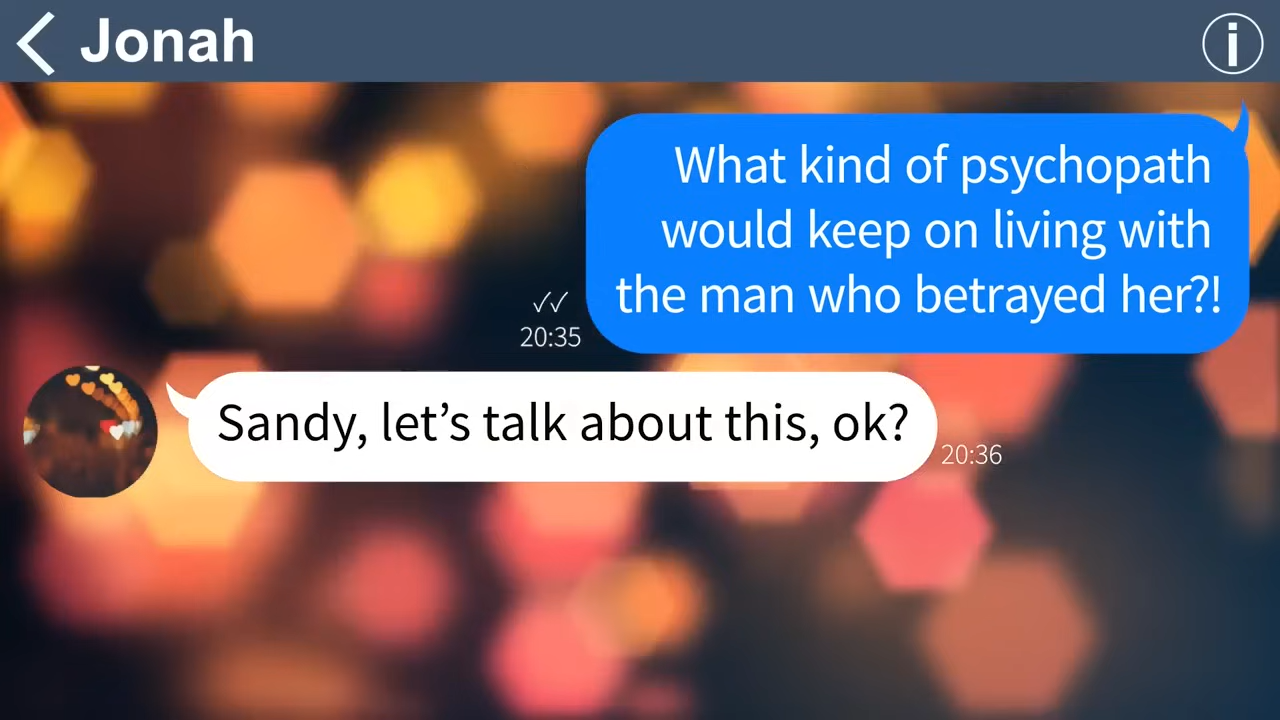 Jonah
What kind of psychopath
would keep on living with
the man who betrayed her?!
✓✓
20:35
Sandy, let’s talk about this, ok?
20:36